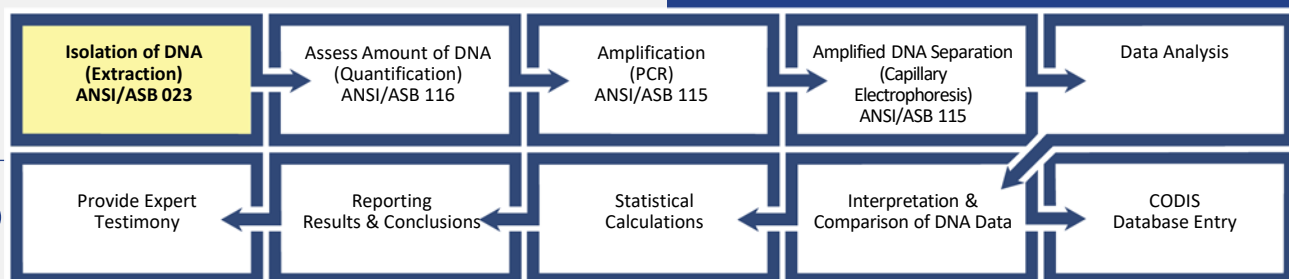 Isolation of DNA
(Extraction)
ANSI/ASB 023
Assess Amount of DNA
(Quantification)
ANSI/ASB 116
Amplification
(PCR)
ANSI/ASB 115
Amplified DNA Separation
(Capillary
Electrophoresis)
ANSI/ASB 115
Data Analysis
Provide Expert
Testimony
Reporting
Results & Conclusions
Statistical
Calculations
Interpretation &
Comparison of DNA Data
CODIS
Database Entry